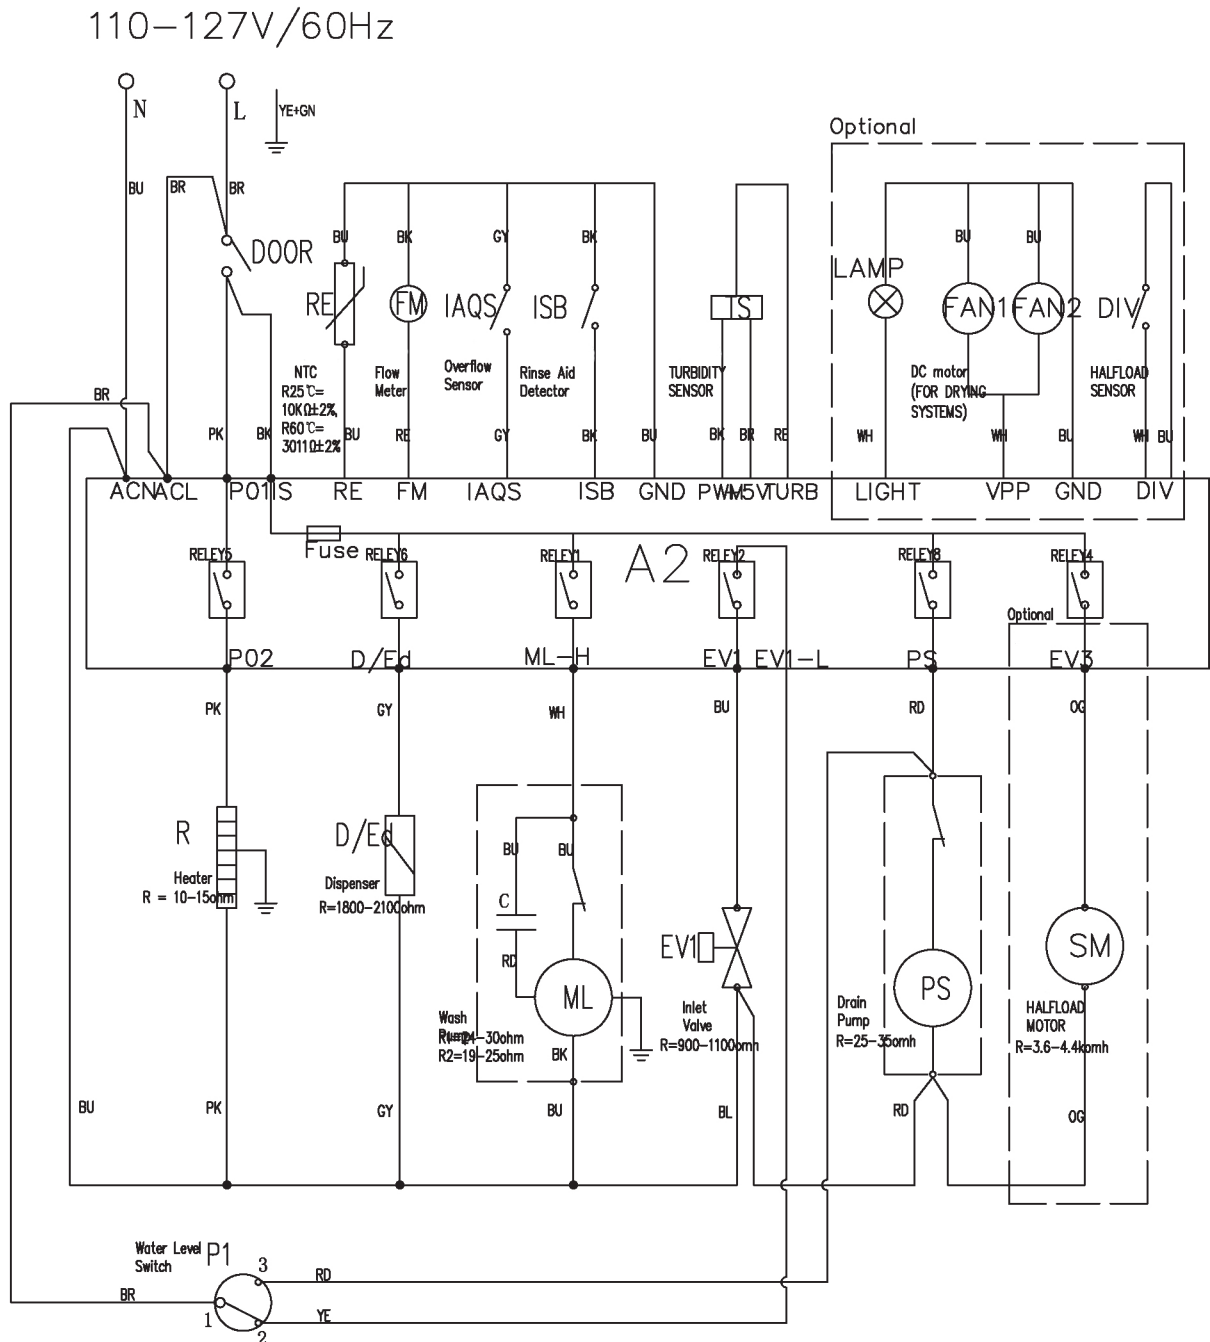 110-127V/60Hz
N
L
YE+GN
Optional
BU
BR
BR
BU
BK
GY
BK
BU
BU
DOOR
LAMP
RE
FM
IAQS
ISB
TS
FAN1
FAN2
DIV
NTC
R25℃=
10KΩ±2%,
R60℃=
3011Ω±2%
Flow
Meter
Overflow
Sensor
Rinse Aid
Detector
TURBIDITY
SENSOR
DC motor
(FOR DRYING
SYSTEMS)
HALFLOAD
SENSOR
BR
PK
BK
BU
RE
GY
BK
BU
BK
BR
RE
WH
WH
BU
WH
BU
ACN
ACL
P01
IS
RE
FM
IAQS
ISB
GND
PWM
5V
TURB
LIGHT
VPP
GND
DIV
Fuse
A2
RELEY5
RELEY6
RELEY1
RELEY2
RELEY8
RELEY4
Optional
P02
D/Ed
ML-H
EV1
EV1-L
PS
EV3
PK
GY
WH
BU
RD
OG
R
Heater
R = 10-15ohm
D/Ed
Dispenser
R=1800-2100ohm
BU
BU
C
RD
ML
Wash
Pump
R1=24-30ohm
R2=19-25ohm
BK
EV1
Inlet
Valve
R=900-1100omh
PS
Drain
Pump
R=25-35omh
SM
HALFLOAD
MOTOR
R=3.6-4.4komh
BU
PK
GY
BU
BL
RD
OG
Water Level
Switch
P1
3
RD
BR
1
YE
2